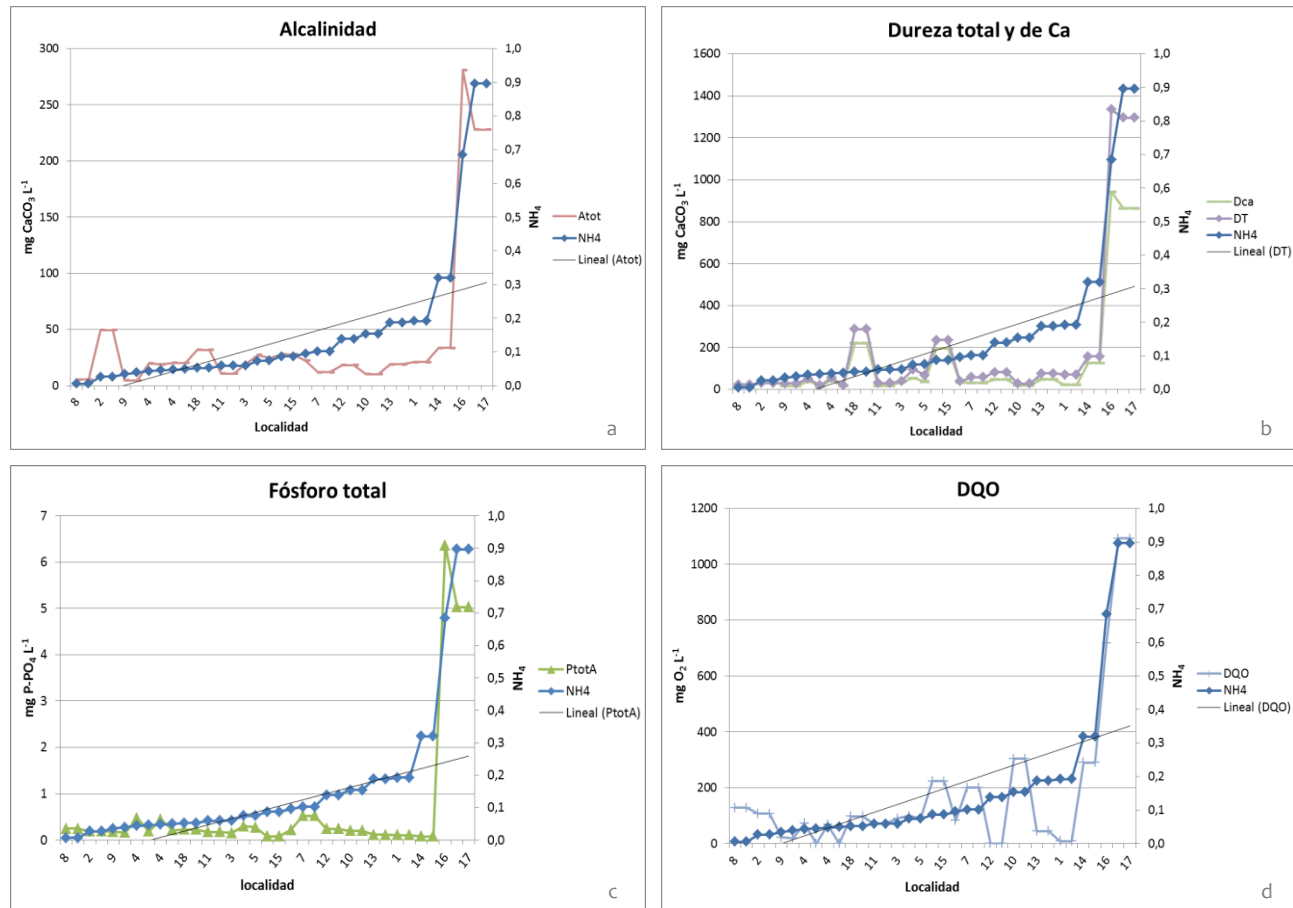 Alcalinidad
300
250
200
150
100
50
0
mg CaCO3 L-1
1,0
0,9
0,8
0,7
0,6
0,5
0,4
0,3
0,2
0,1
0,0
NH4
Atot
NH4
Lineal (Atot)
8 2 9 4 4 18 11 3 5 15 7 12 10 13 1 14 16 17
Localidad
a
Dureza total y de Ca
1600
1400
1200
1000
800
600
400
200
0
mg CaCO3 L-1
1,0
0,9
0,8
0,7
0,6
0,5
0,4
0,3
0,2
0,1
0,0
NH4
Dca
DT
NH4
Lineal (DT)
8 2 9 4 4 18 11 3 5 15 7 12 10 13 1 14 16 17
Localidad
b
Fósforo total
7
6
5
4
3
2
1
0
mg P-PO4 L-1
1,0
0,9
0,8
0,7
0,6
0,5
0,4
0,3
0,2
0,1
0,0
NH4
PtotA
NH4
Lineal (PtotA)
8 2 9 4 4 18 11 3 5 15 7 12 10 13 1 14 16 17
localidad
c
DQO
1200
1000
800
600
400
200
0
mg O2 L-1
1,0
0,9
0,8
0,7
0,6
0,5
0,4
0,3
0,2
0,1
0,0
NH4
DQO
NH4
Lineal (DQO)
8 2 9 4 4 18 11 3 5 15 7 12 10 13 1 14 16 17
Localidad
d